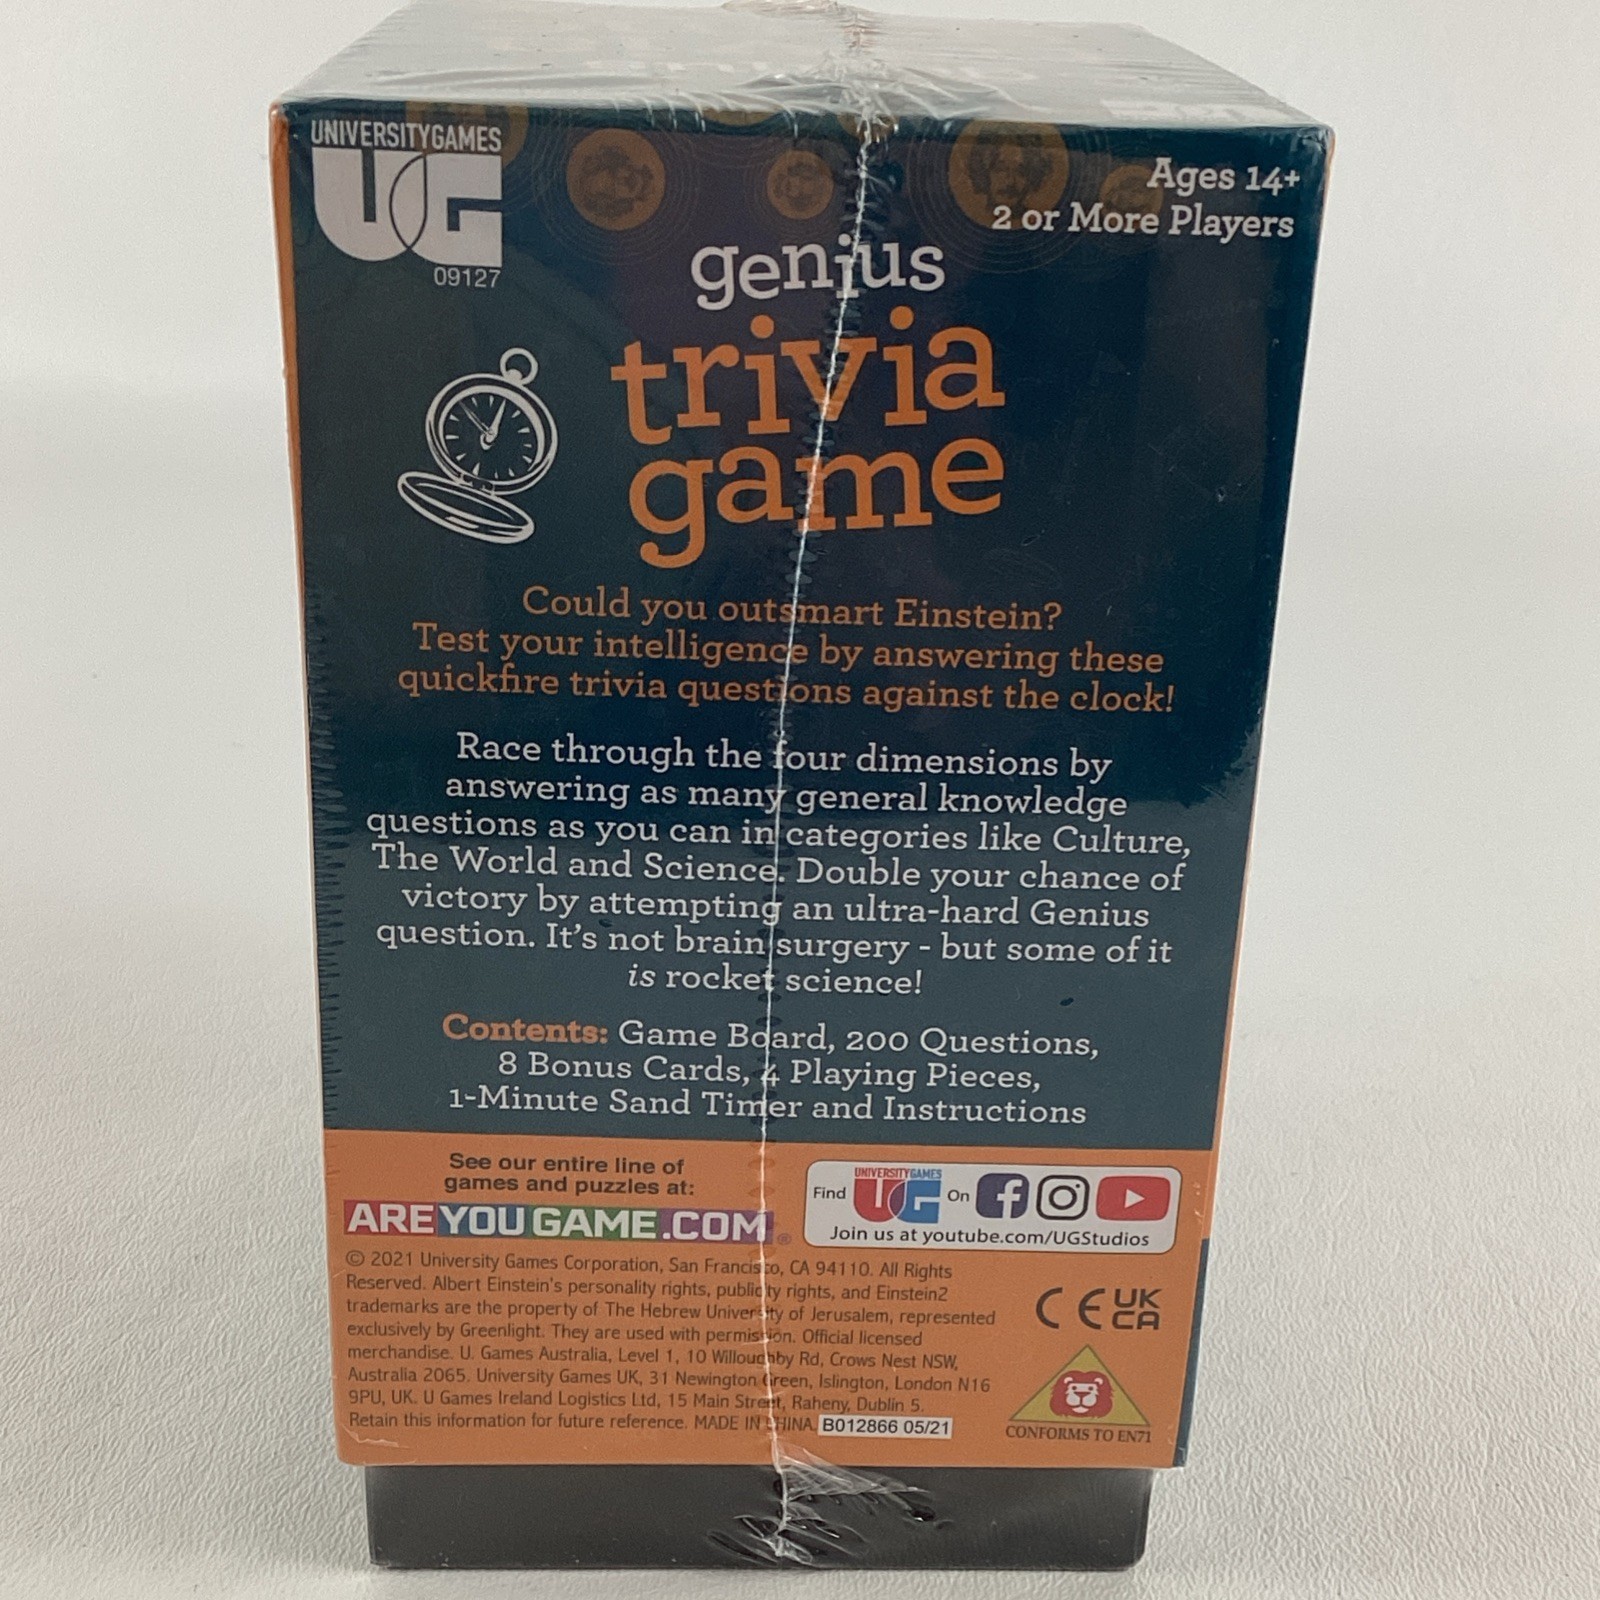 UNIVERSITYGAMES
UG
09127
Ages 14+
2 or More Players
genius
trivia
game
Could you outsmart Einstein?
Test your intelligence by answering these
quickfire trivia questions against the clock!
Race through the four dimensions by
answering as many general knowledge
questions as you can in categories like Culture,
The World and Science. Double your chance of
victory by attempting an ultra-hard Genius
question. It's not brain surgery - but some of it
is rocket science!
Contents: Game Board, 200 Questions,
8 Bonus Cards, 4 Playing Pieces,
1-Minute Sand Timer and Instructions
See our entire line of
games and puzzles at:
AREYOUGAME.COM®
Find UNIVERSITYGAMES UG On
Join us at youtube.com/UGStudios
© 2021 University Games Corporation, San Francisco, CA 94110. All Rights
Reserved. Albert Einstein's personality rights, publicity rights, and Einstein2
trademarks are the property of The Hebrew University of Jerusalem, represented
exclusively by Greenlight. They are used with permission. Official licensed
merchandise. U. Games Australia, Level 1, 10 Willoughby Rd, Crows Nest NSW,
Australia 2065. University Games UK, 31 Newington Green, Islington, London N16
9PU, UK. U Games Ireland Logistics Ltd, 15 Main Street, Raheny, Dublin 5.
Retain this information for future reference. MADE IN CHINA. B012866 05/21
CE UK
CA
CONFORMS TO EN71